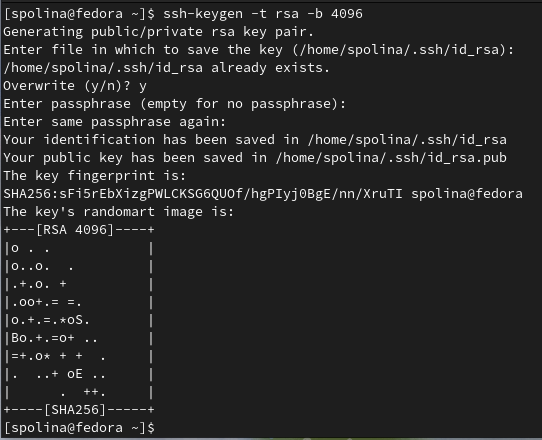 [spolina@fedora ~]$ ssh-keygen -t rsa -b 4096
Generating public/private rsa key pair.
Enter file in which to save the key (/home/spolina/.ssh/id_rsa):
/home/spolina/.ssh/id_rsa already exists.
Overwrite (y/n)? y
Enter passphrase (empty for no passphrase):
Enter same passphrase again:
Your identification has been saved in /home/spolina/.ssh/id_rsa
Your public key has been saved in /home/spolina/.ssh/id_rsa.pub
The key fingerprint is:
SHA256:sFi5rEbXizgPWLCKSG6QUOf/hgPIyj0BgE/nn/XruTI spolina@fedora
The key's randomart image is:
+---[RSA 4096]----+
|o . .            |
|o..o.  .         |
|.+.o. +          |
|.oo+.= =.        |
|o.+.=.*oS.       |
|Bo.+.=o+ ..      |
|=+.o* + +  .     |
|.  ..+ oE ..     |
|      .  ++.     |
+----[SHA256]-----+
[spolina@fedora ~]$